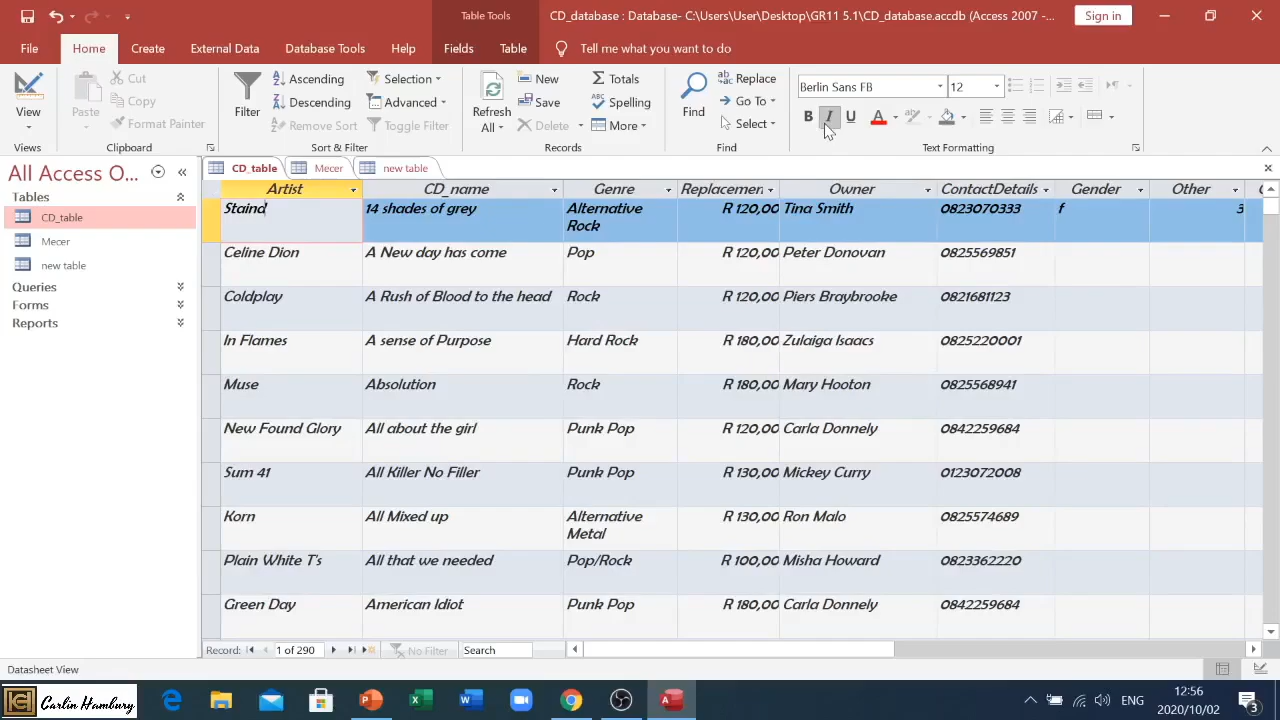 Table Tools
CD_database : Database- C:\Users\User\Desktop\GR11 5.1\CD_database.accdb (Access 2007 -...
Sign in
File Home Create External Data Database Tools Help Fields Table Tell me what you want to do
View
Views
Paste
Cut
Copy
Format Painter
Clipboard
Filter
Ascending
Descending
Remove Sort
Selection
Advanced
Toggle Filter
Sort & Filter
Refresh
All
New
Save
Delete
Totals
Spelling
More
Records
Find
Replace
Go To
Select
Find
Berlin Sans FB 12
B I U A
Text Formatting
All Access O...
Tables
CD_table
Mecer
new table
Queries
Forms
Reports
CD_table Mecer new table
Artist CD_name Genre Replacemen Owner ContactDetails Gender Other
Staind 14 shades of grey Alternative Rock R 120,00 Tina Smith 0823070333 f 3
Celine Dion A New day has come Pop R 120,00 Peter Donovan 0825569851
Coldplay A Rush of Blood to the head Rock R 120,00 Piers Braybrooke 0821681123
In Flames A sense of Purpose Hard Rock R 180,00 Zulaiga Isaacs 0825220001
Muse Absolution Rock R 180,00 Mary Hooton 0825568941
New Found Glory All about the girl Punk Pop R 120,00 Carla Donnely 0842259684
Sum 41 All Killer No Filler Punk Pop R 130,00 Mickey Curry 0123072008
Korn All Mixed up Alternative Metal R 130,00 Ron Malo 0825574689
Plain White T's All that we needed Pop/Rock R 100,00 Misha Howard 0823362220
Green Day American Idiot Punk Pop R 180,00 Carla Donnely 0842259684
Record: 1 of 290 No Filter Search
Datasheet View
Carlin Hambury
ENG
12:56
2020/10/02
3